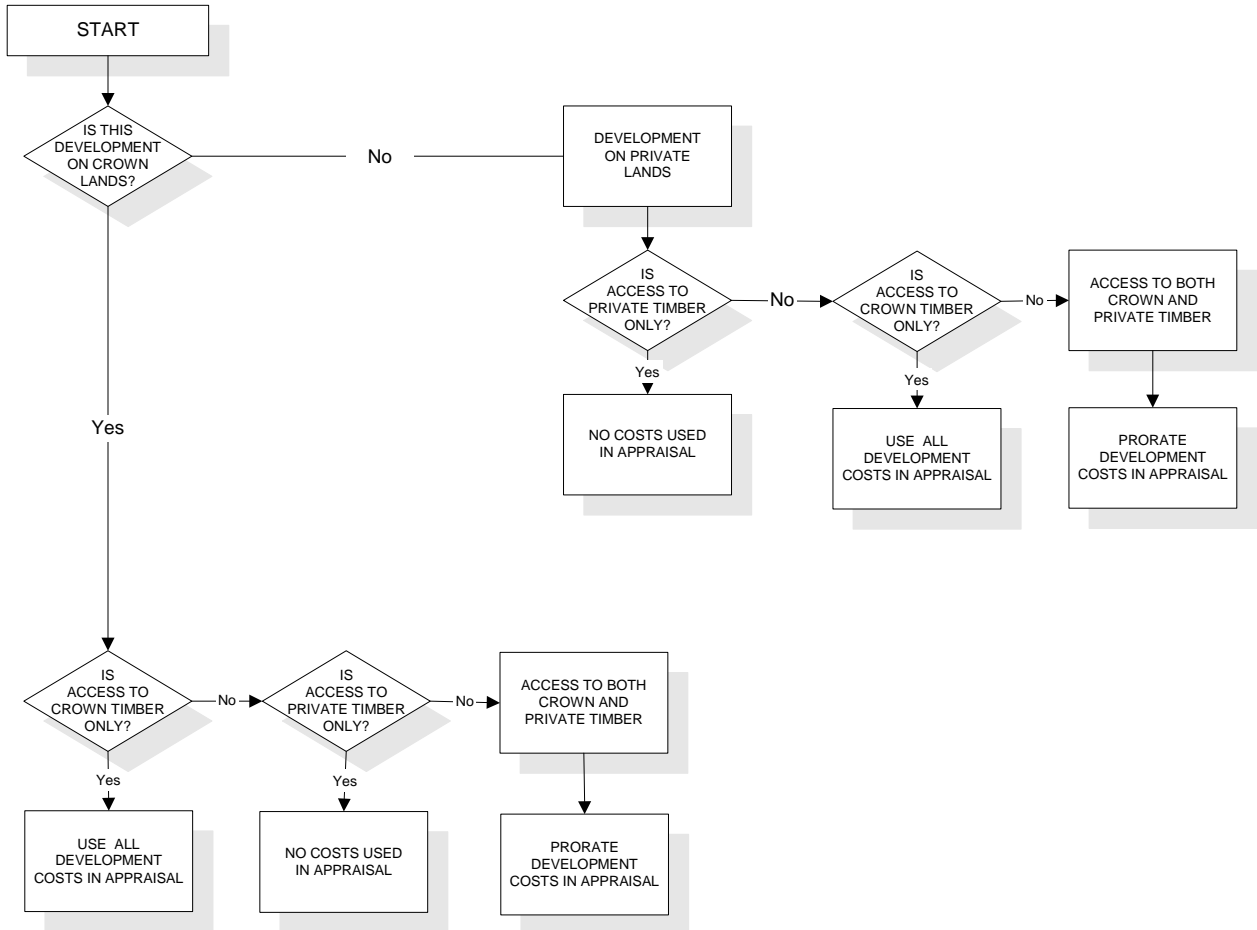 START
IS THIS
DEVELOPMENT
ON CROWN
LANDS?
No
DEVELOPMENT
ON PRIVATE
LANDS
IS
ACCESS TO
PRIVATE TIMBER
ONLY?
No
IS
ACCESS TO
CROWN TIMBER
ONLY?
No
ACCESS TO BOTH
CROWN AND
PRIVATE TIMBER
Yes
Yes
NO COSTS USED
IN APPRAISAL
USE ALL
DEVELOPMENT
COSTS IN APPRAISAL
PRORATE
DEVELOPMENT
COSTS IN APPRAISAL
Yes
IS
ACCESS TO
CROWN TIMBER
ONLY?
No
IS
ACCESS TO
PRIVATE TIMBER
ONLY?
No
ACCESS TO BOTH
CROWN AND
PRIVATE TIMBER
Yes
Yes
USE ALL
DEVELOPMENT
COSTS IN APPRAISAL
NO COSTS USED
IN APPRAISAL
PRORATE
DEVELOPMENT
COSTS IN APPRAISAL